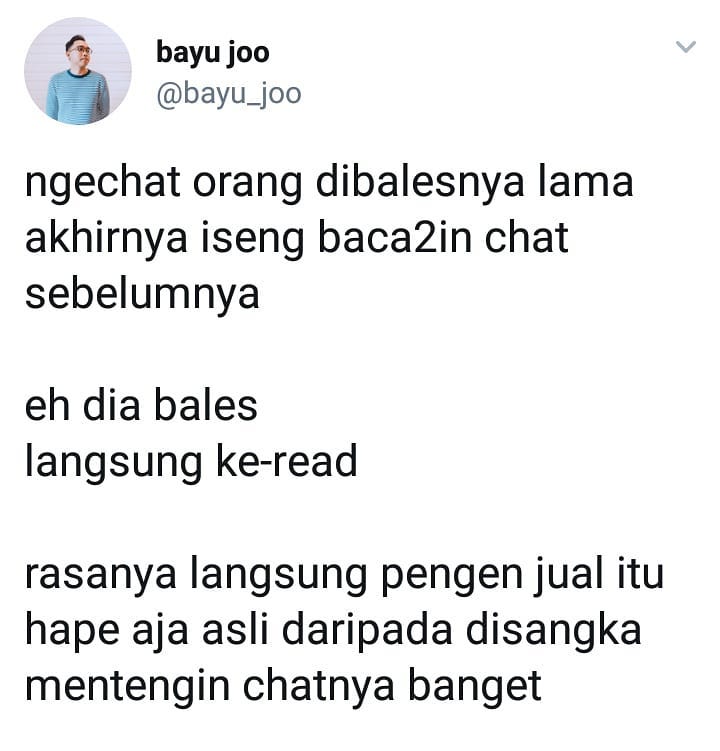 bayu joo
@bayu_joo
ngechat orang dibalesnya lama
akhirnya iseng baca2in chat
sebelumnya
eh dia bales
langsung ke-read
rasanya langsung pengen jual itu
hape aja asli daripada disangka
mentengin chatnya banget